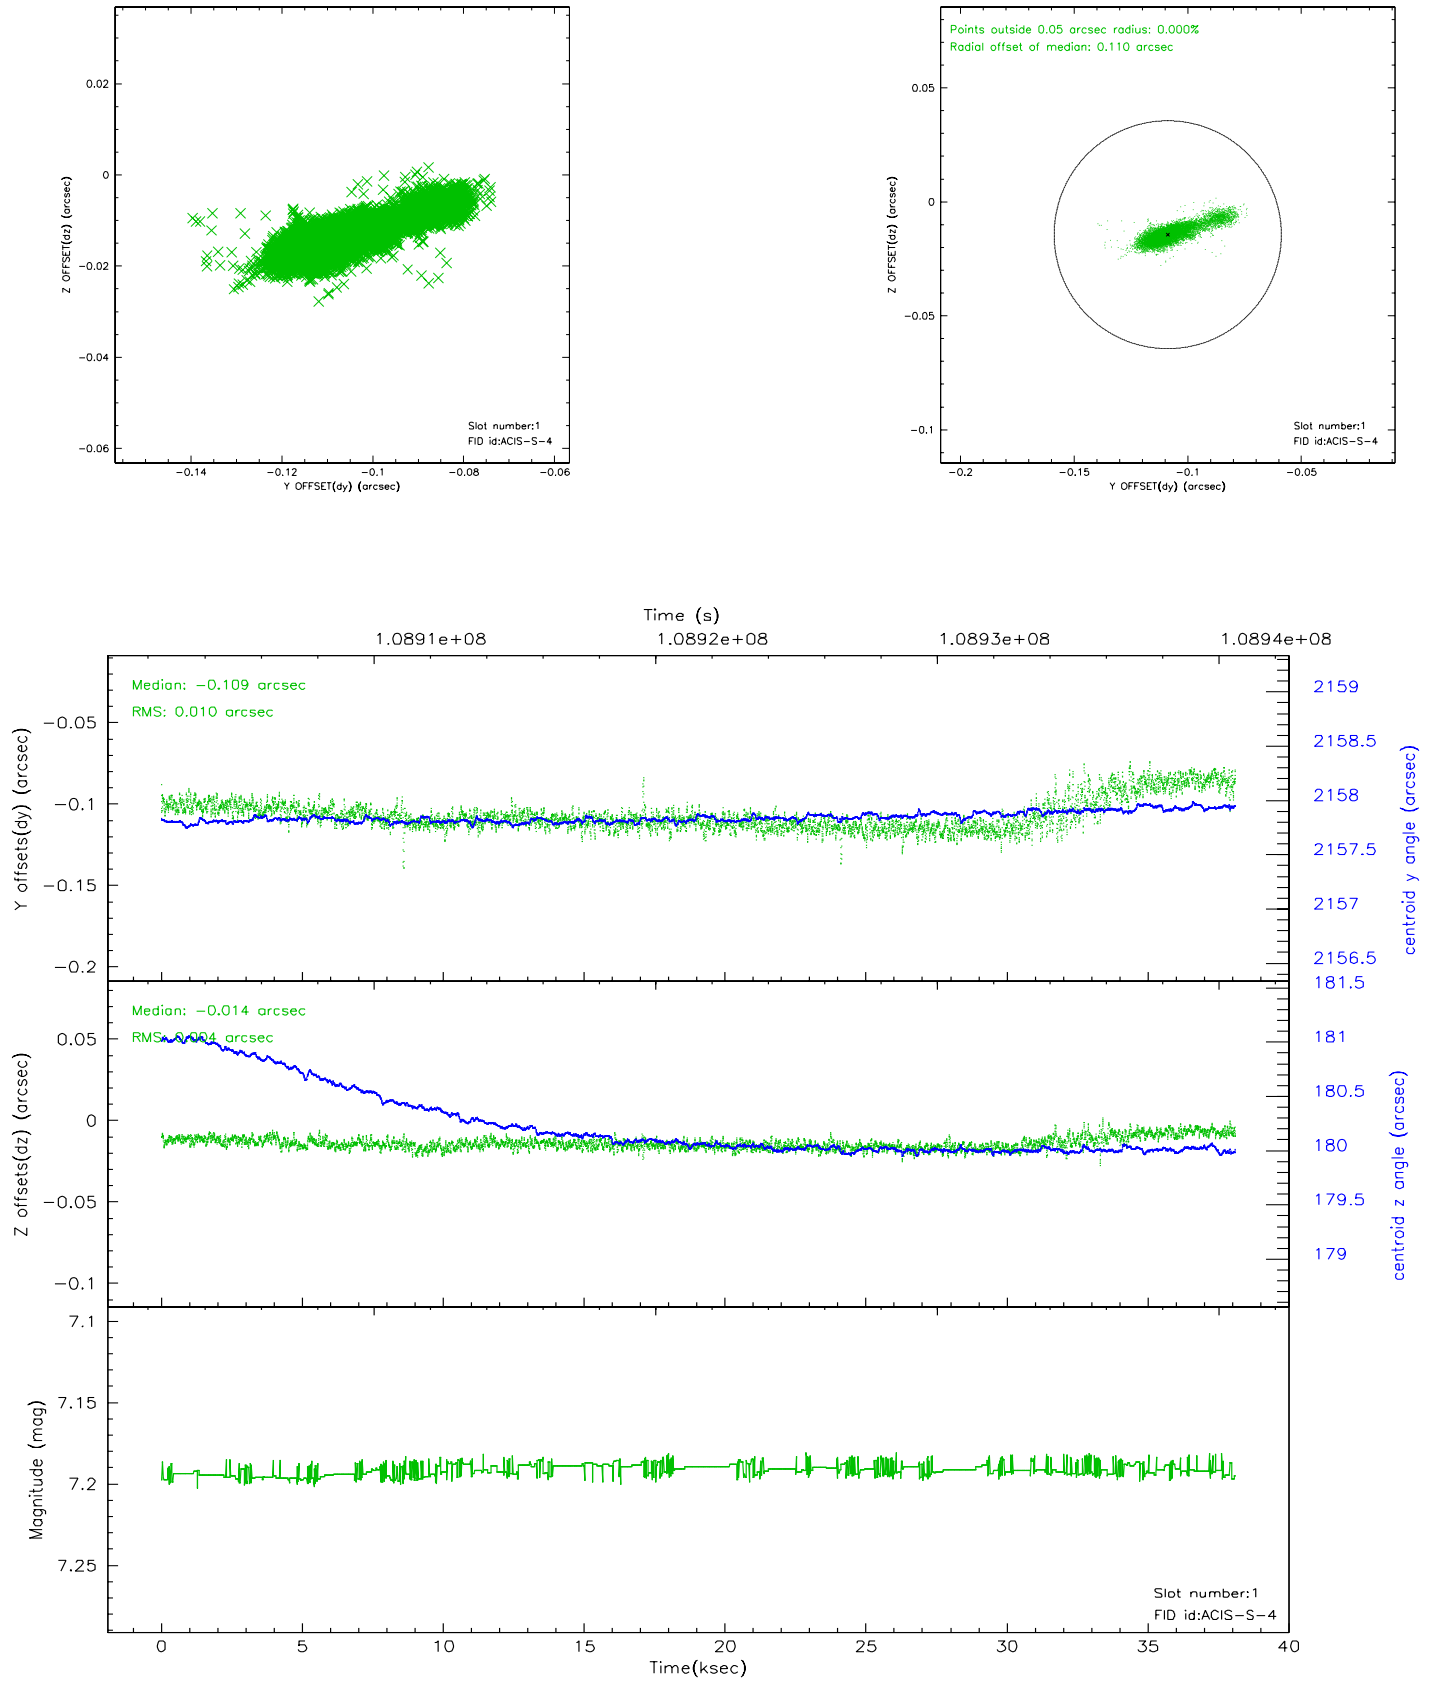 0.02
0
-0.02
-0.04
-0.06
Z OFFSET(dz) (arcsec)
Slot number:1
FID id:ACIS-S-4
-0.14
-0.12
-0.1
-0.08
-0.06
Y OFFSET(dy) (arcsec)
Points outside 0.05 arcsec radius: 0.000%
Radial offset of median: 0.110 arcsec
0.05
0
-0.05
-0.1
Z OFFSET(dz) (arcsec)
Slot number:1
FID id:ACIS-S-4
-0.2
-0.15
-0.1
-0.05
Y OFFSET(dy) (arcsec)
Time (s)
1.0891e+08
1.0892e+08
1.0893e+08
1.0894e+08
Median: -0.109 arcsec
RMS: 0.010 arcsec
-0.05
-0.1
-0.15
-0.2
Y offsets(dy) (arcsec)
2159
2158.5
2158
2157.5
2157
2156.5
centroid y angle (arcsec)
Median: -0.014 arcsec
RMS: 0.004 arcsec
0.05
0
-0.05
-0.1
Z offsets(dz) (arcsec)
181.5
181
180.5
180
179.5
179
centroid z angle (arcsec)
7.1
7.15
7.2
7.25
Magnitude (mag)
Slot number:1
FID id:ACIS-S-4
0
5
10
15
20
25
30
35
40
Time(ksec)